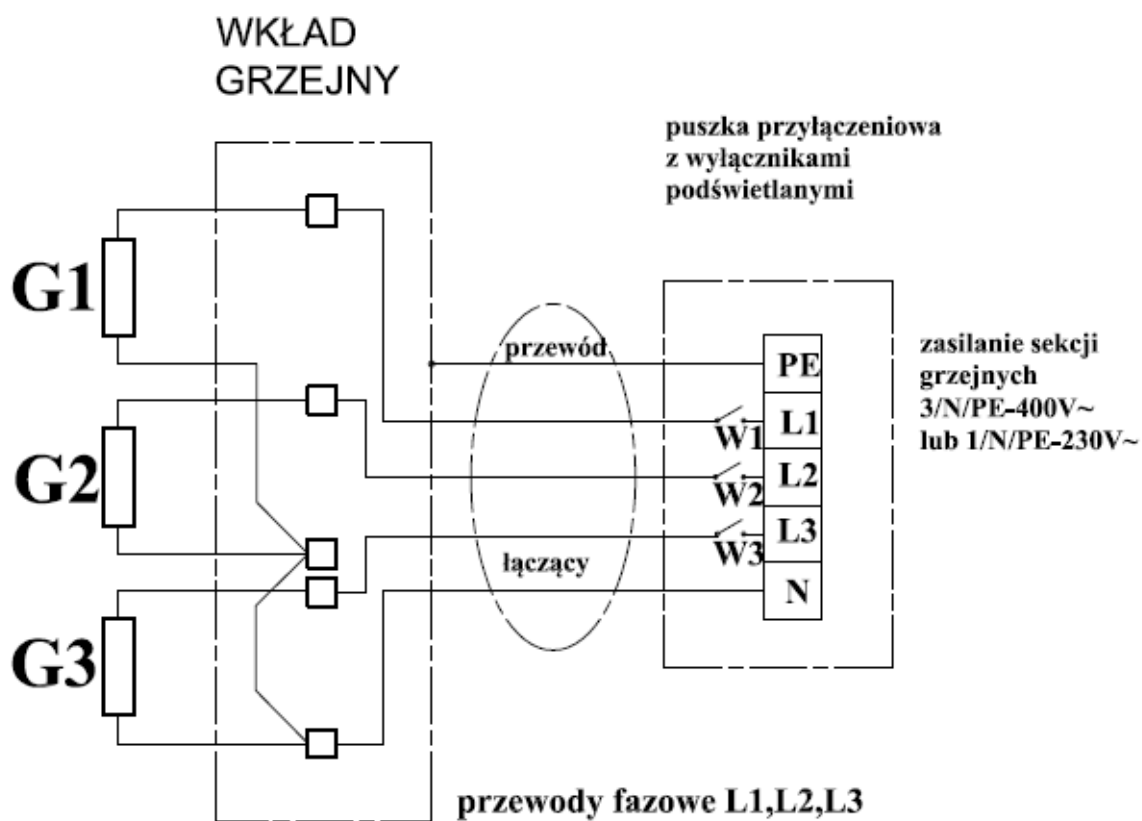 WKŁAD
GRZEJNY
puszka przyłączeniowa
z wyłącznikami
podświetlanymi
G1
G2
G3
przewód
łączący
W1
W2
W3
PE
L1
L2
L3
N
zasilanie sekcji
grzejnych
3/N/PE-400V~
lub 1/N/PE-230V~
przewody fazowe L1,L2,L3